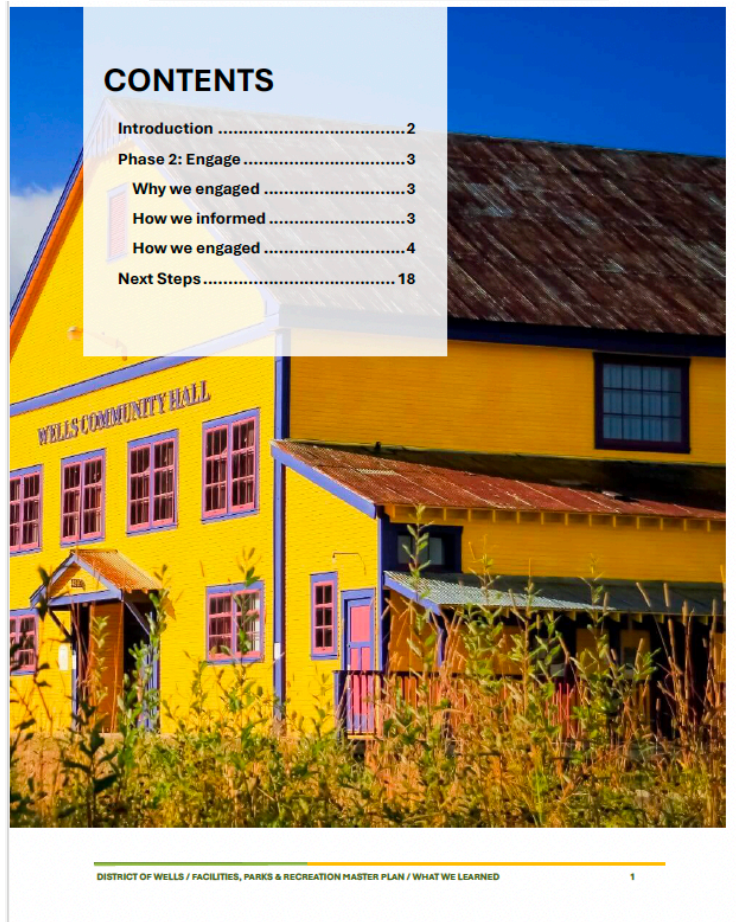 CONTENTS
Introduction ..................................... 2
Phase 2: Engage ................................ 3
Why we engaged ............................ 3
How we informed ........................... 3
How we engaged ............................ 4
Next Steps ...................................... 18
WELLS COMMUNITY HALL
DISTRICT OF WELLS / FACILITIES, PARKS & RECREATION MASTER PLAN / WHAT WE LEARNED 1